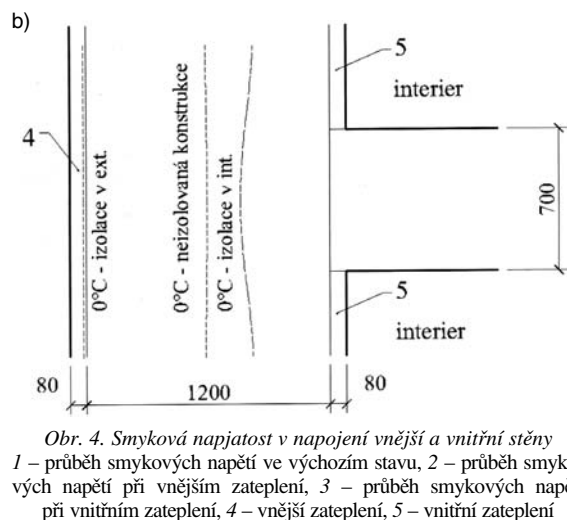 b)
5
interier
4
0°C - izolace v ext.
0°C - neizolovaná konstrukce
0°C - izolace v int.
700
5
interier
80
1200
80
Obr. 4. Smyková napjatost v napojení vnější a vnitřní stěny
1 – průběh smykových napětí ve výchozím stavu, 2 – průběh smyko-
vých napětí při vnějším zateplení, 3 – průběh smykových napětí
při vnitřním zateplení, 4 – vnější zateplení, 5 – vnitřní zateplení